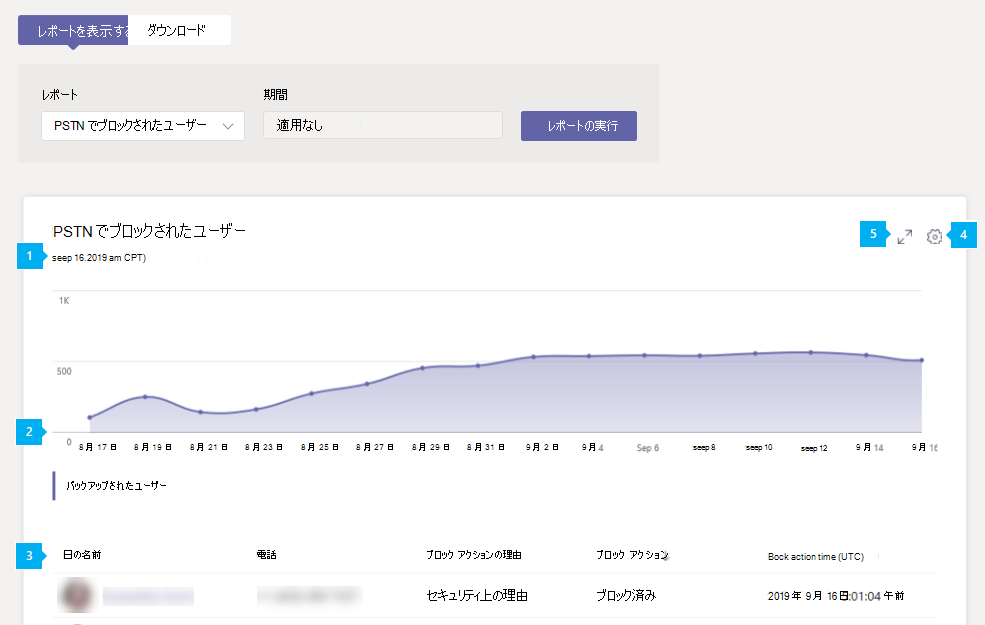 レポートを表示する ダウンロード
レポート 期間
PSTN でブロックされたユーザー 適用なし レポートの実行
PSTN でブロックされたユーザー 5 4
1 seep 16.2019 am CPT)
1K
500
2 0
8月 17 日 8月 19 日 8月 21 日 8月 23 日 8月 25 日 8月 27 日 8月 29 日 8月 31 日 9月 2 日 9月 4 Sep 6 seep 8 seep 10 seep 12 9月 14 9月 16
バックアップされたユーザー
3 日の名前 電話 ブロック アクションの理由 ブロック アクション Bock action time (UTC)
セキュリティ上の理由 ブロック済み 2019 年 9月 16日 :01:04 午前